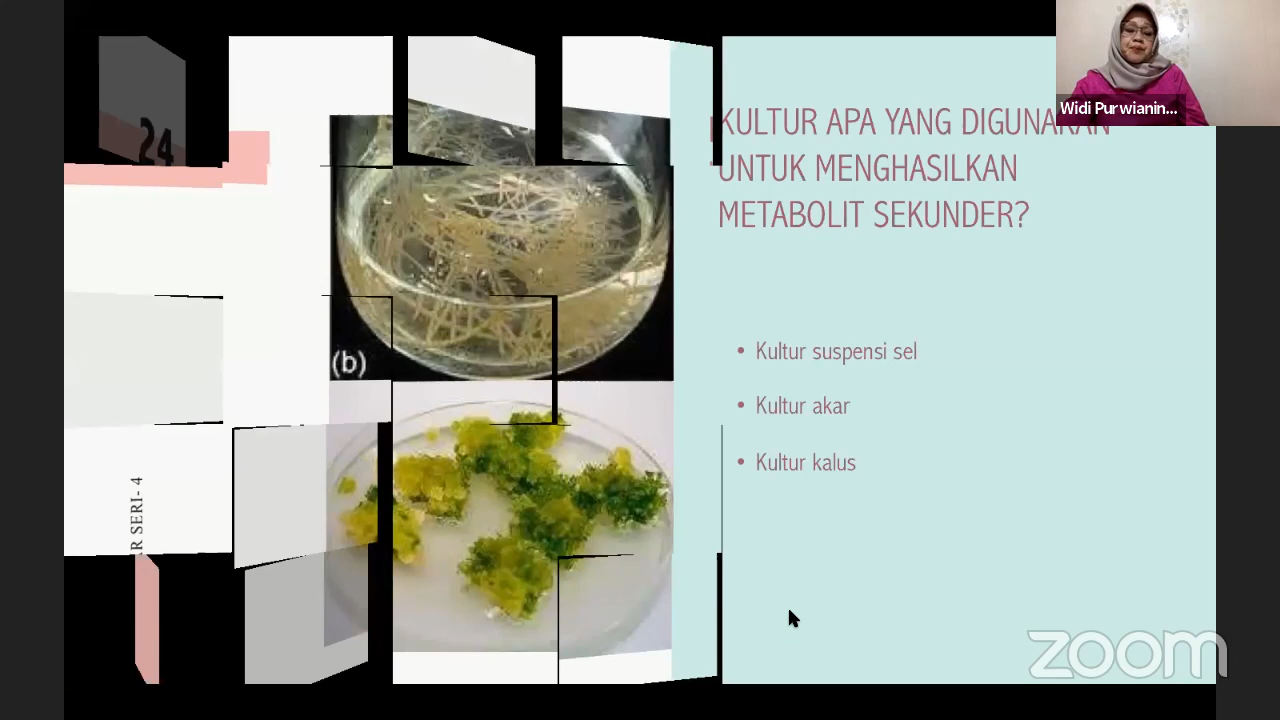 24
KULTUR APA YANG DIGUNAKAN
UNTUK MENGHASILKAN
METABOLIT SEKUNDER?
• Kultur suspensi sel
• Kultur akar
• Kultur kalus
(b)
SERI- 4
Widi Purwianin...
zoom